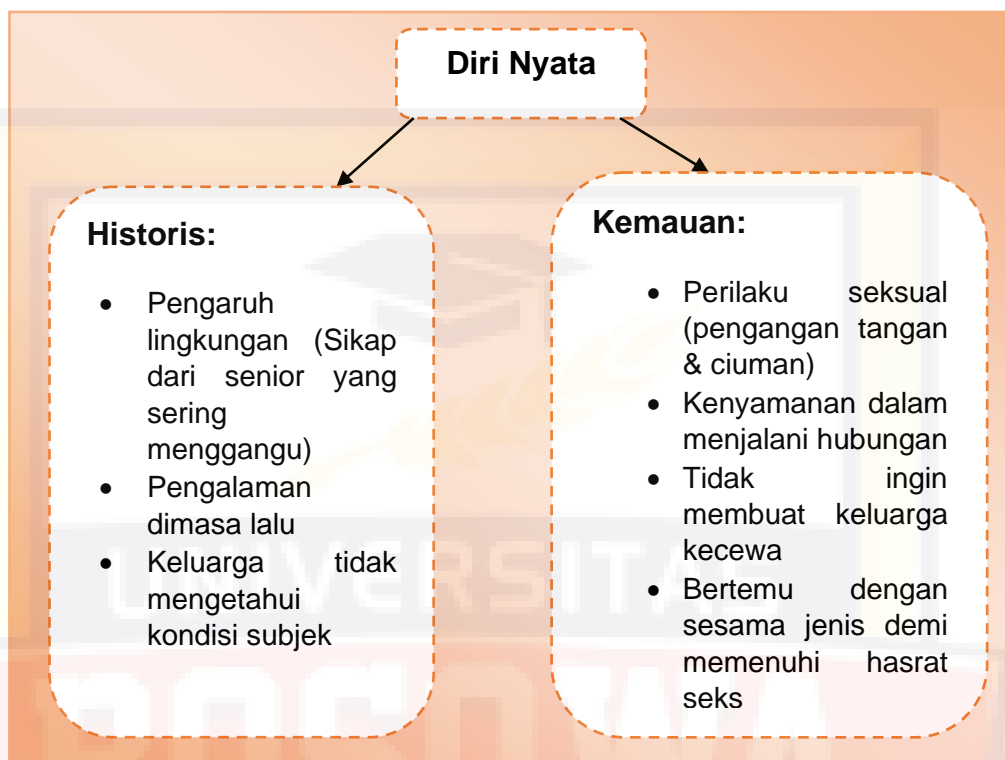 Diri Nyata
Historis:
• Pengaruh
lingkungan (Sikap
dari senior yang
sering
menggangu)
• Pengalaman
dimasa lalu
• Keluarga tidak
mengetahui
kondisi subjek
Kemauan:
• Perilaku seksual
(pengangan tangan
& ciuman)
• Kenyamanan dalam
menjalani hubungan
• Tidak ingin
membuat keluarga
kecewa
• Bertemu dengan
sesama jenis demi
memenuhi hasrat
seks
UNIVERSITAS
BOSOWA